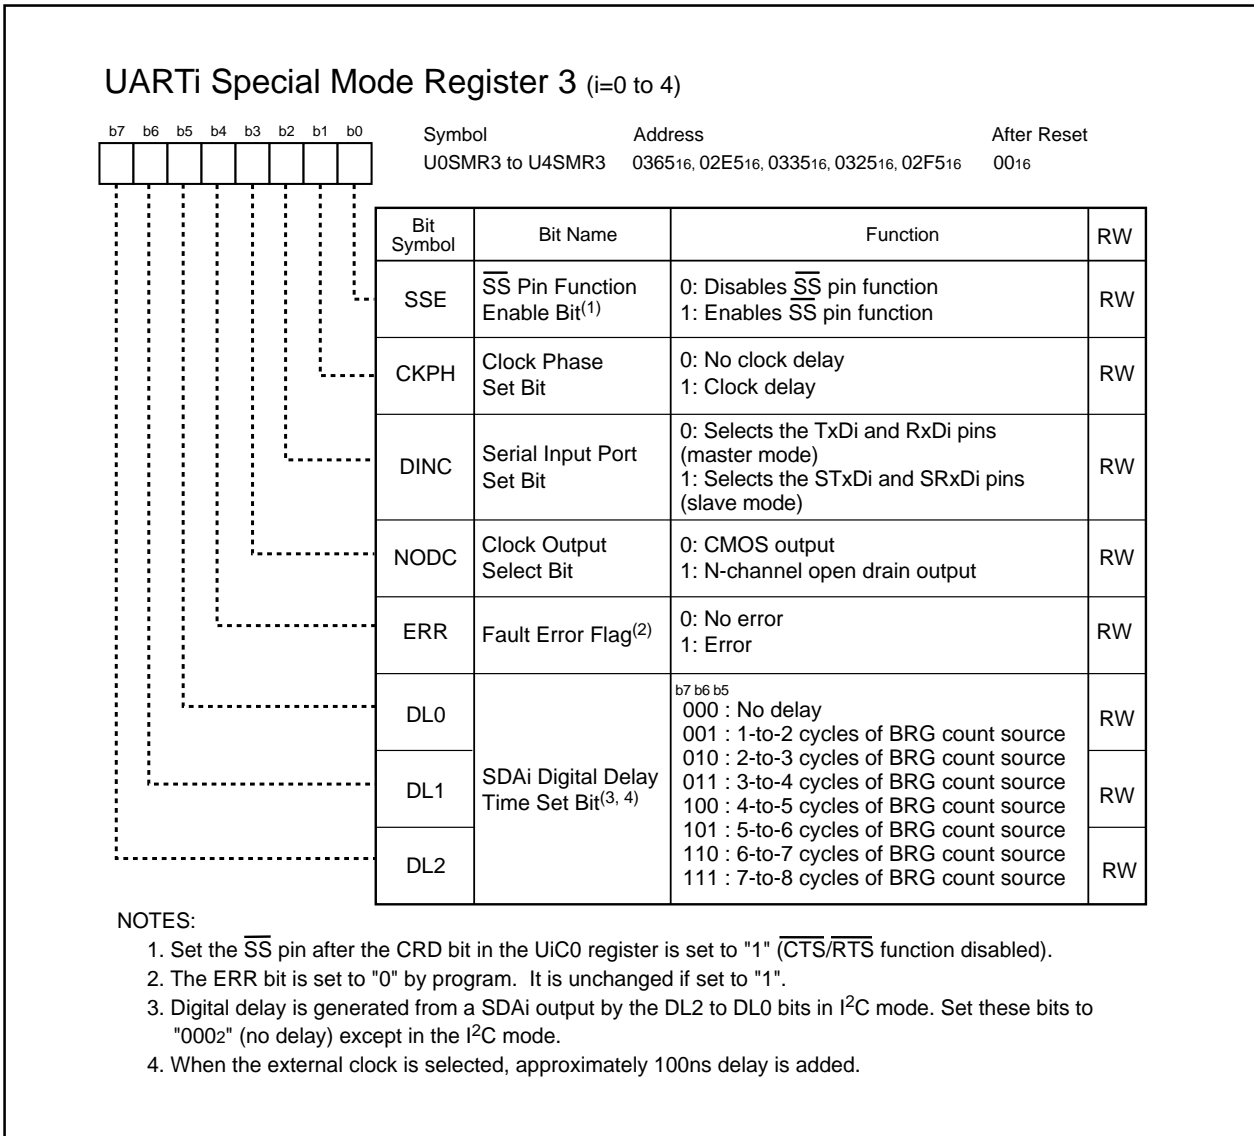 UARTi Special Mode Register 3 (i=0 to 4)
b7 b6 b5 b4 b3 b2 b1 b0
Symbol Address After Reset
U0SMR3 to U4SMR3 036516, 02E516, 033516, 032516, 02F516 0016
Bit Symbol Bit Name Function RW
SSE
SS Pin Function
Enable Bit(1)
0: Disables SS pin function
1: Enables SS pin function
RW
CKPH
Clock Phase
Set Bit
0: No clock delay
1: Clock delay
RW
DINC
Serial Input Port
Set Bit
0: Selects the TxDi and RxDi pins
(master mode)
1: Selects the STxDi and SRxDi pins
(slave mode)
RW
NODC
Clock Output
Select Bit
0: CMOS output
1: N-channel open drain output
RW
ERR
Fault Error Flag(2)
0: No error
1: Error
RW
DL0
DL1
DL2
SDAi Digital Delay
Time Set Bit(3, 4)
b7 b6 b5
000 : No delay
001 : 1-to-2 cycles of BRG count source
010 : 2-to-3 cycles of BRG count source
011 : 3-to-4 cycles of BRG count source
100 : 4-to-5 cycles of BRG count source
101 : 5-to-6 cycles of BRG count source
110 : 6-to-7 cycles of BRG count source
111 : 7-to-8 cycles of BRG count source
RW
RW
RW
NOTES:
1. Set the SS pin after the CRD bit in the UiC0 register is set to "1" (CTS/RTS function disabled).
2. The ERR bit is set to "0" by program. It is unchanged if set to "1".
3. Digital delay is generated from a SDAi output by the DL2 to DL0 bits in I2C mode. Set these bits to
"0002" (no delay) except in the I2C mode.
4. When the external clock is selected, approximately 100ns delay is added.